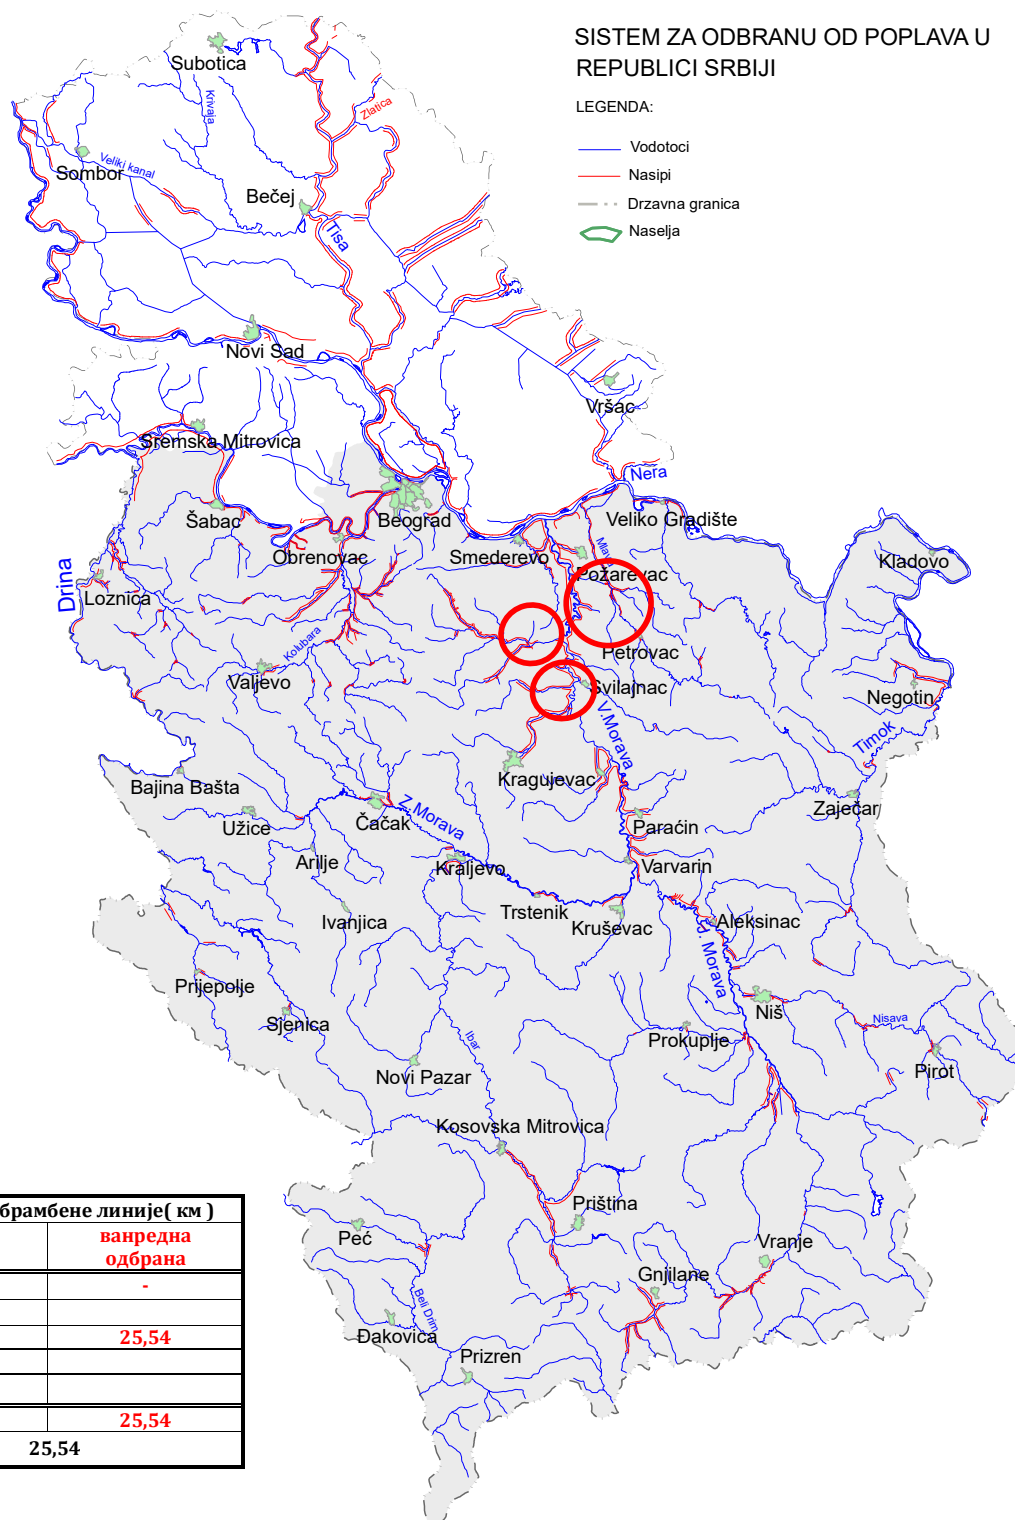 SISTEM ZA ODBRANU OD POPLAVA U
REPUBLICI SRBIJI
LEGENDA:
Vodotoci
Nasipi
Drzavna granica
Naselja
Subotica
Krivaja
Zlatica
Sombor
Veliki kanal
Bečej
Tisa
Novi Sad
Vršac
Sremska Mitrovica
Nera
Šabac
Beograd
Veliko Gradište
Obrenovac
Smederevo
Mlava
Kladovo
Drina
Požarevac
Loznica
Kolubara
Petrovac
Valjevo
Svilajnac
Negotin
V.Morava
Timok
Bajina Bašta
Kragujevac
Zaječar
Užice
Čačak
Z.Morava
Paraćin
Arilje
Kraljevo
Varvarin
Ivanjica
Trstenik
Kruševac
Aleksinac
J. Morava
Prijepolje
Niš
Sjenica
Ibar
Prokuplje
Nisava
Pirot
Novi Pazar
Kosovska Mitrovica
Priština
Peć
Vranje
Gnjilane
Beli Drim
Đakovica
Prizren
брамбене линије( км )
ванредна
одбрана
-
25,54
25,54
25,54